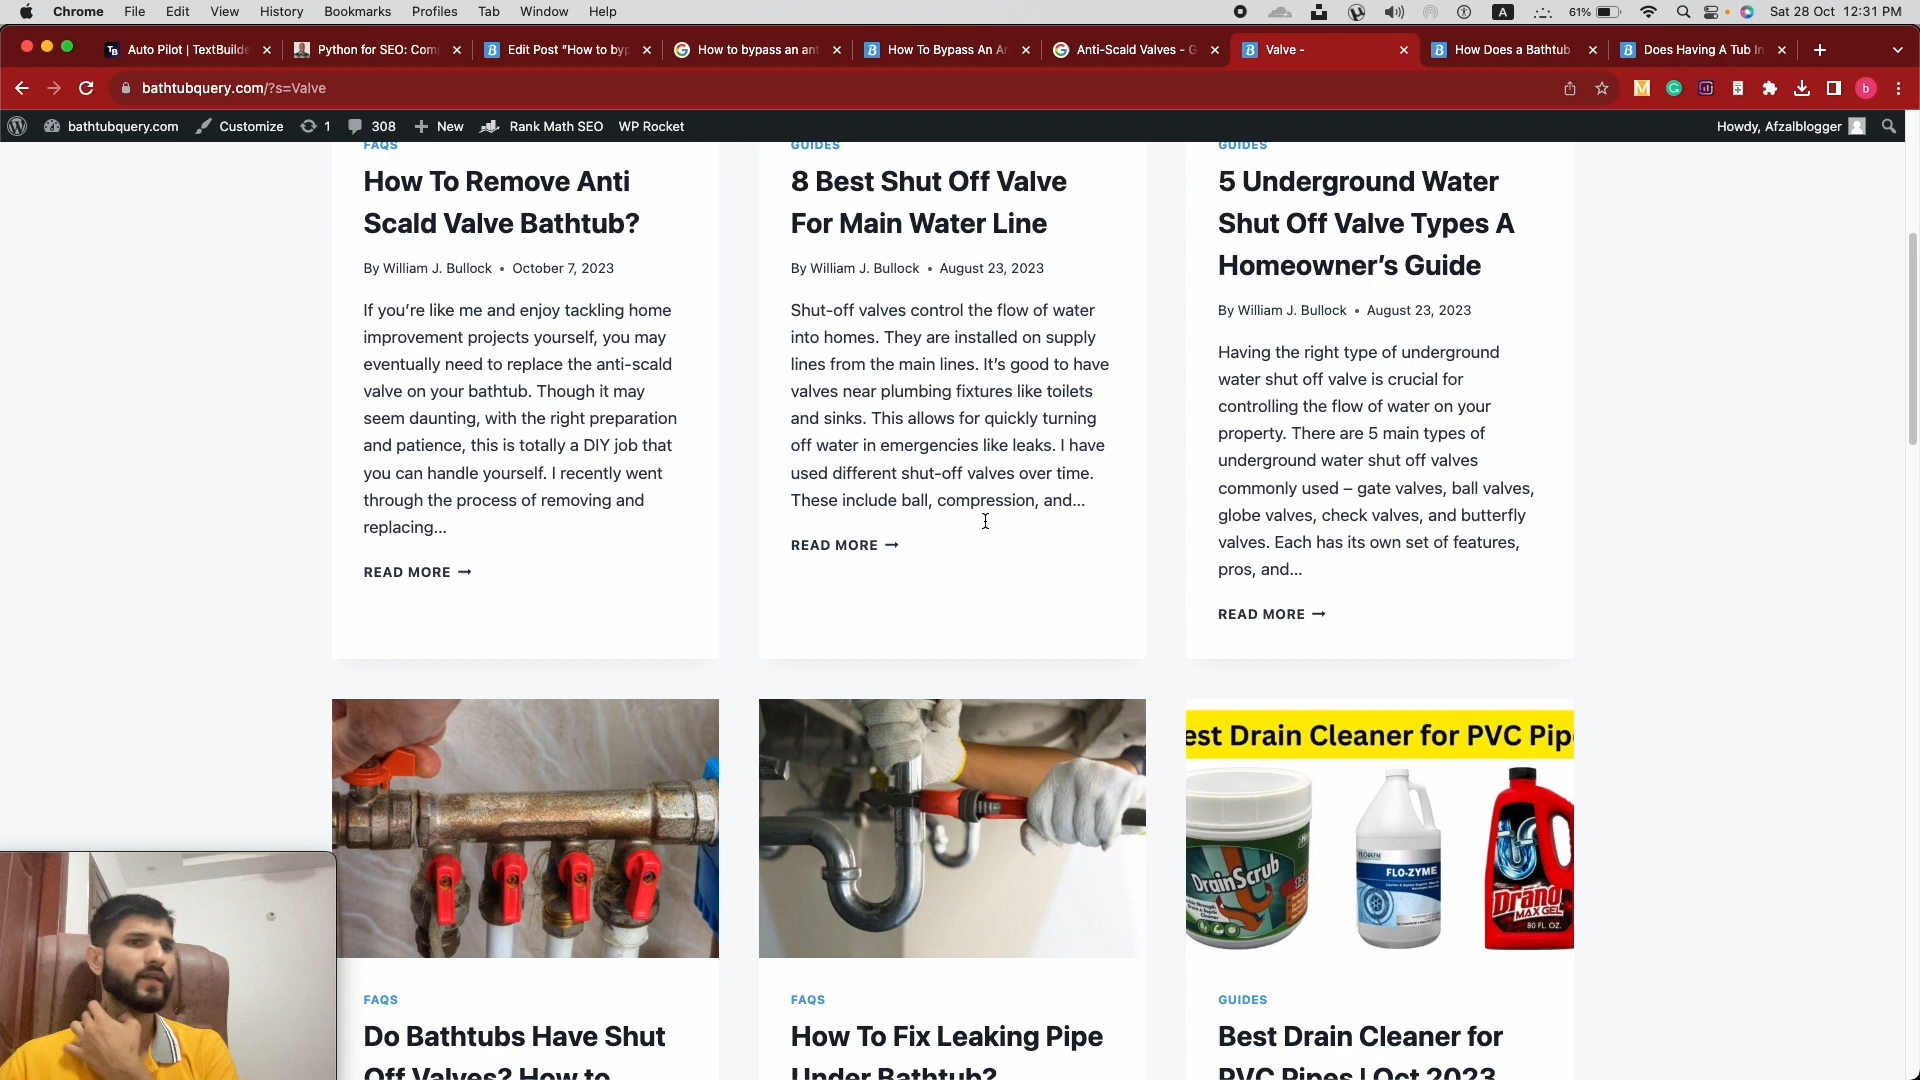 Chrome File Edit View History Bookmarks Profiles Tab Window Help A 61% Sat 28 Oct 12:31 PM
Auto Pilot | TextBuilde Python for SEO: Com Edit Post “How to byp How to bypass an ant How To Bypass An An Anti-Scald Valves - G Valve - How Does a Bathtub Does Having A Tub In
bathtubquery.com/?s=Valve
bathtubquery.com Customize 1 308 New Rank Math SEO WP Rocket Howdy, Afzalblogger
FAQS
How To Remove Anti
Scald Valve Bathtub?
By William J. Bullock • October 7, 2023
If you’re like me and enjoy tackling home
improvement projects yourself, you may
eventually need to replace the anti-scald
valve on your bathtub. Though it may
seem daunting, with the right preparation
and patience, this is totally a DIY job that
you can handle yourself. I recently went
through the process of removing and
replacing...
READ MORE →
GUIDES
8 Best Shut Off Valve
For Main Water Line
By William J. Bullock • August 23, 2023
Shut-off valves control the flow of water
into homes. They are installed on supply
lines from the main lines. It’s good to have
valves near plumbing fixtures like toilets
and sinks. This allows for quickly turning
off water in emergencies like leaks. I have
used different shut-off valves over time.
These include ball, compression, and...
READ MORE →
GUIDES
5 Underground Water
Shut Off Valve Types A
Homeowner’s Guide
By William J. Bullock • August 23, 2023
Having the right type of underground
water shut off valve is crucial for
controlling the flow of water on your
property. There are 5 main types of
underground water shut off valves
commonly used – gate valves, ball valves,
globe valves, check valves, and butterfly
valves. Each has its own set of features,
pros, and...
READ MORE →
est Drain Cleaner for PVC Pip
DrainScrub
FLO-ZYME
Drano
MAX GEL
80 FL. OZ.
FAQS
Do Bathtubs Have Shut
Off Valves? How to
FAQS
How To Fix Leaking Pipe
Under Bathtub?
GUIDES
Best Drain Cleaner for
PVC Pipes | Oct 2023